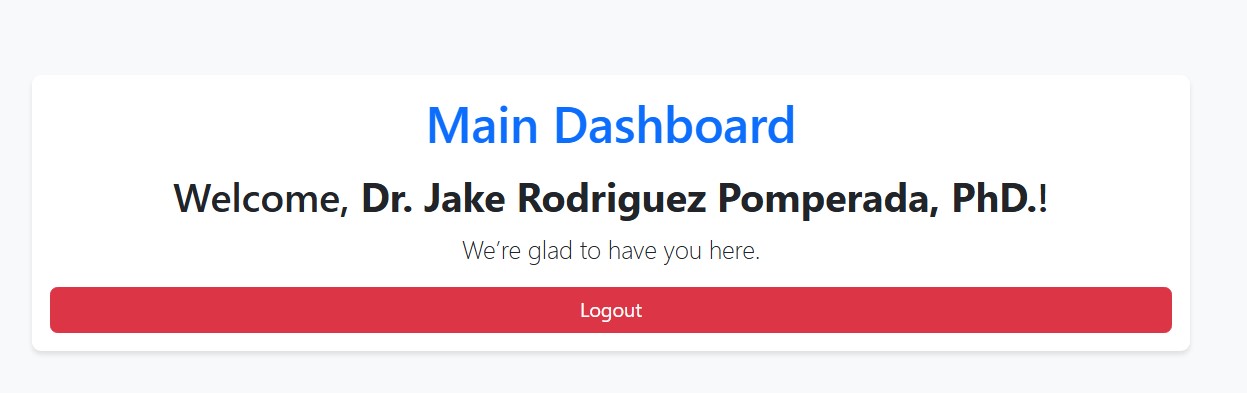 Main Dashboard
Welcome, Dr. Jake Rodriguez Pomperada, PhD.!
We’re glad to have you here.
Logout